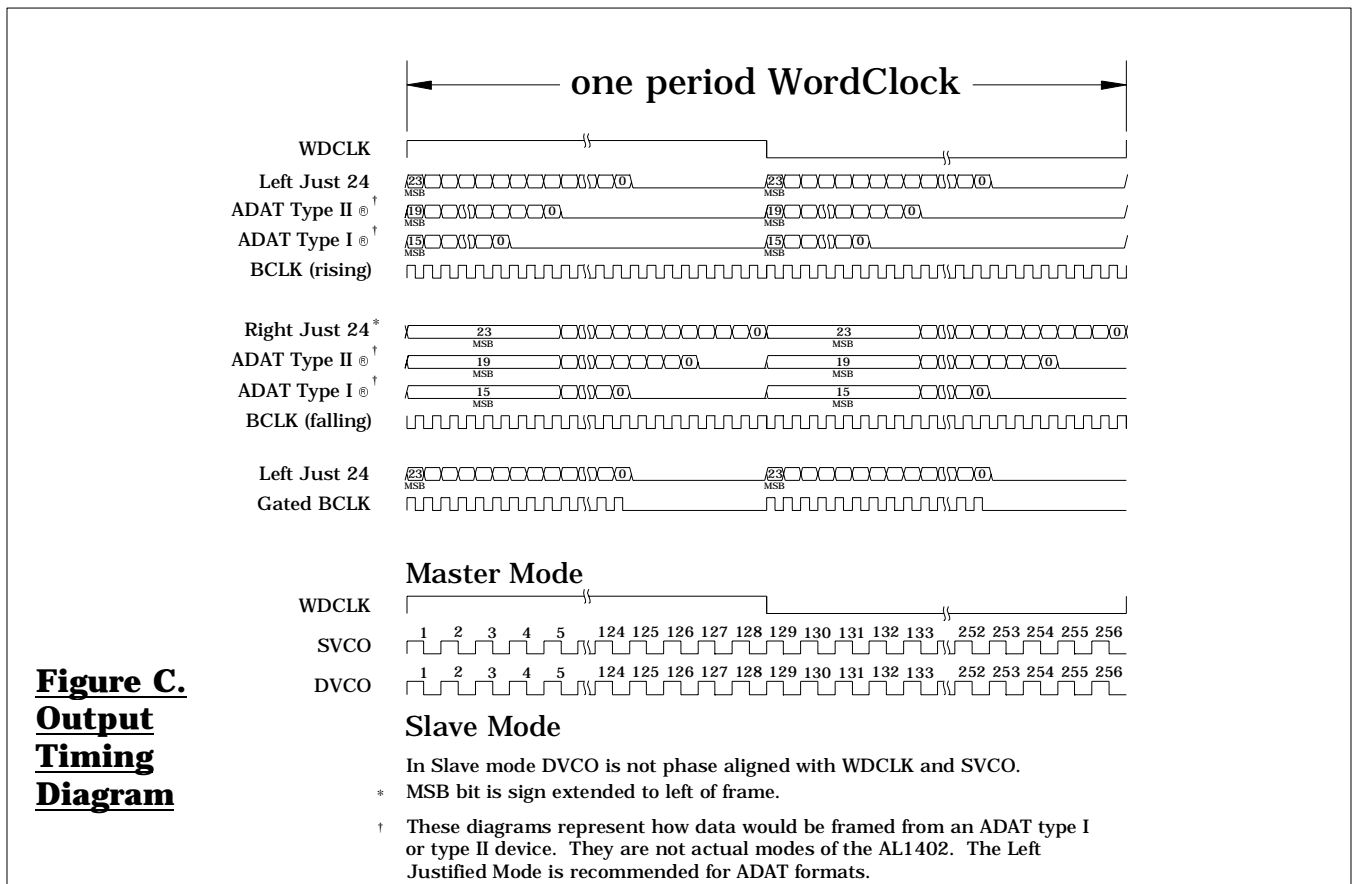 one period WordClock
WDCLK
Left Just 24 23 0 23 0
MSB MSB
ADAT Type II ®† 19 0 19 0
MSB MSB
ADAT Type I ®† 15 0 15 0
MSB MSB
BCLK (rising)
Right Just 24* 23 0 23 0
MSB MSB
ADAT Type II ®† 19 0 19 0
MSB MSB
ADAT Type I ®† 15 0 15 0
MSB MSB
BCLK (falling)
Left Just 24 23 0 23 0
MSB MSB
Gated BCLK
Master Mode
WDCLK
SVCO 1 2 3 4 5 124 125 126 127 128 129 130 131 132 133 252 253 254 255 256
DVCO 1 2 3 4 5 124 125 126 127 128 129 130 131 132 133 252 253 254 255 256
Slave Mode
In Slave mode DVCO is not phase aligned with WDCLK and SVCO.
* MSB bit is sign extended to left of frame.
† These diagrams represent how data would be framed from an ADAT type I
or type II device. They are not actual modes of the AL1402. The Left
Justified Mode is recommended for ADAT formats.
Figure C.
Output
Timing
Diagram